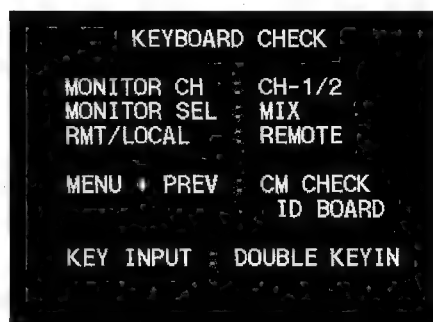 KEYBOARD CHECK
MONITOR CH : CH-1/2
MONITOR SEL : MIX
RMT/LOCAL : REMOTE
MENU PREV : CM CHECK
ID BOARD
KEY INPUT : DOUBLE KEYIN